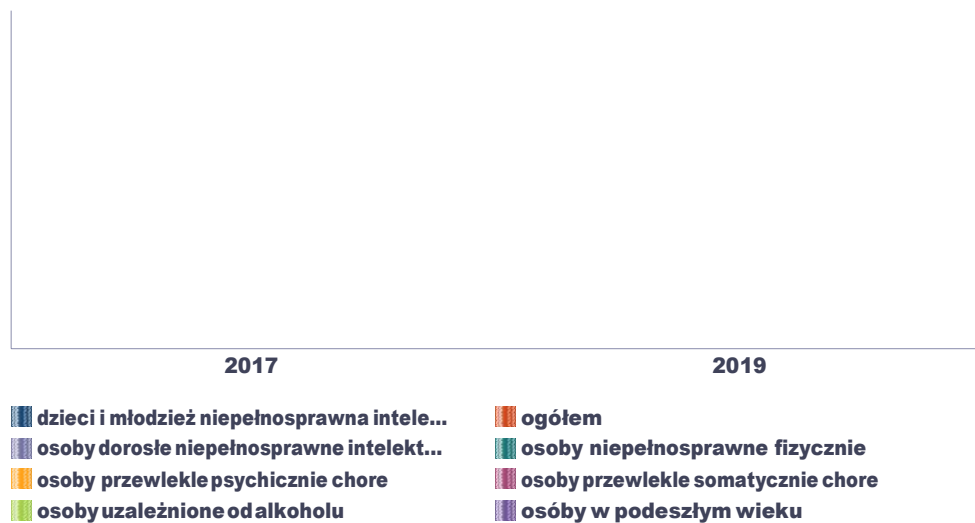 2017 2019
dzieci i młodzież niepełnosprawna intele... ogółem
osoby dorosłe niepełnosprawne intelekt... osoby niepełnosprawne fizycznie
osoby przewlekle psychicznie chore osoby przewlekle somatycznie chore
osoby uzależnione od alkoholu osóby w podeszłym wieku